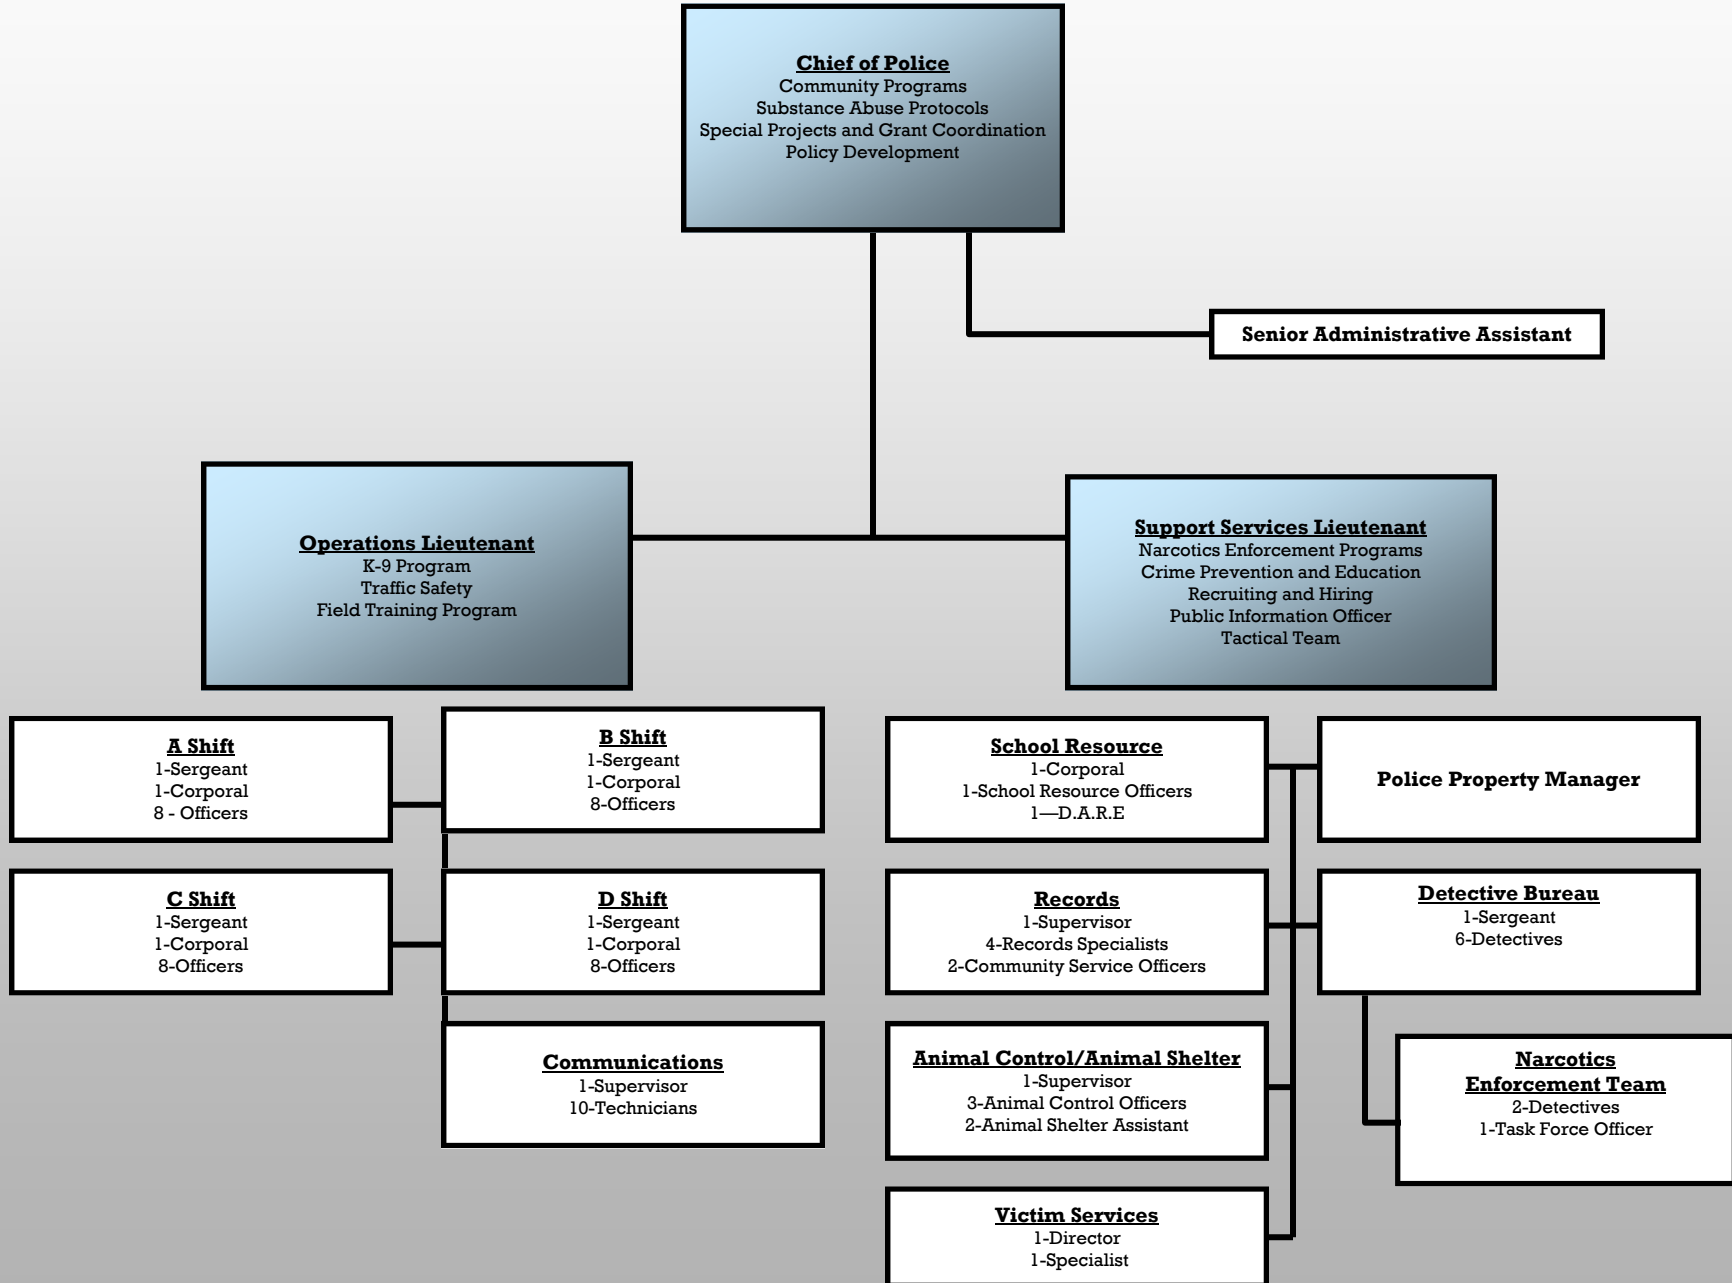 Chief of Police
Community Programs
Substance Abuse Protocols
Special Projects and Grant Coordination
Policy Development
Senior Administrative Assistant
Operations Lieutenant
K-9 Program
Traffic Safety
Field Training Program
Support Services Lieutenant
Narcotics Enforcement Programs
Crime Prevention and Education
Recruiting and Hiring
Public Information Officer
Tactical Team
A Shift
1-Sergeant
1-Corporal
8 - Officers
B Shift
1-Sergeant
1-Corporal
8-Officers
School Resource
1-Corporal
1-School Resource Officers
1—D.A.R.E
Police Property Manager
C Shift
1-Sergeant
1-Corporal
8-Officers
D Shift
1-Sergeant
1-Corporal
8-Officers
Records
1-Supervisor
4-Records Specialists
2-Community Service Officers
Detective Bureau
1-Sergeant
6-Detectives
Communications
1-Supervisor
10-Technicians
Animal Control/Animal Shelter
1-Supervisor
3-Animal Control Officers
2-Animal Shelter Assistant
Narcotics
Enforcement Team
2-Detectives
1-Task Force Officer
Victim Services
1-Director
1-Specialist